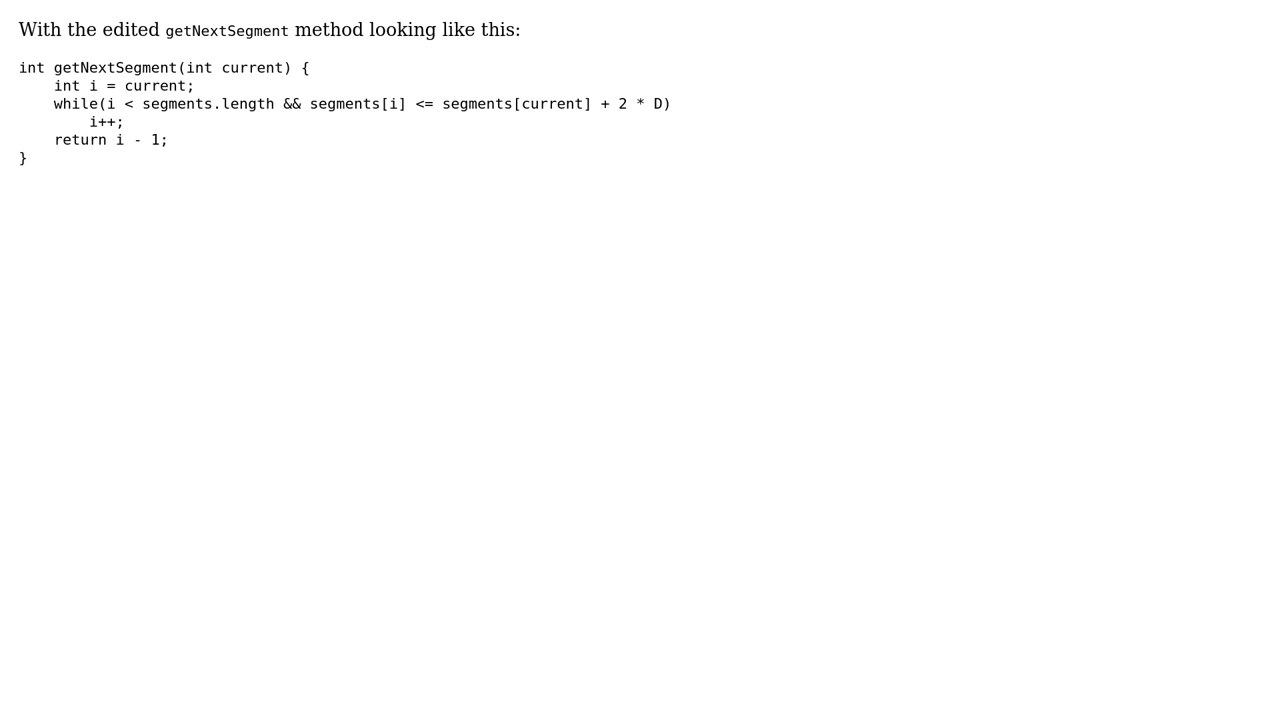 With the edited getNextSegment method looking like this:
int getNextSegment(int current) {
    int i = current;
    while(i < segments.length && segments[i] <= segments[current] + 2 * D)
        i++;
    return i - 1;
}